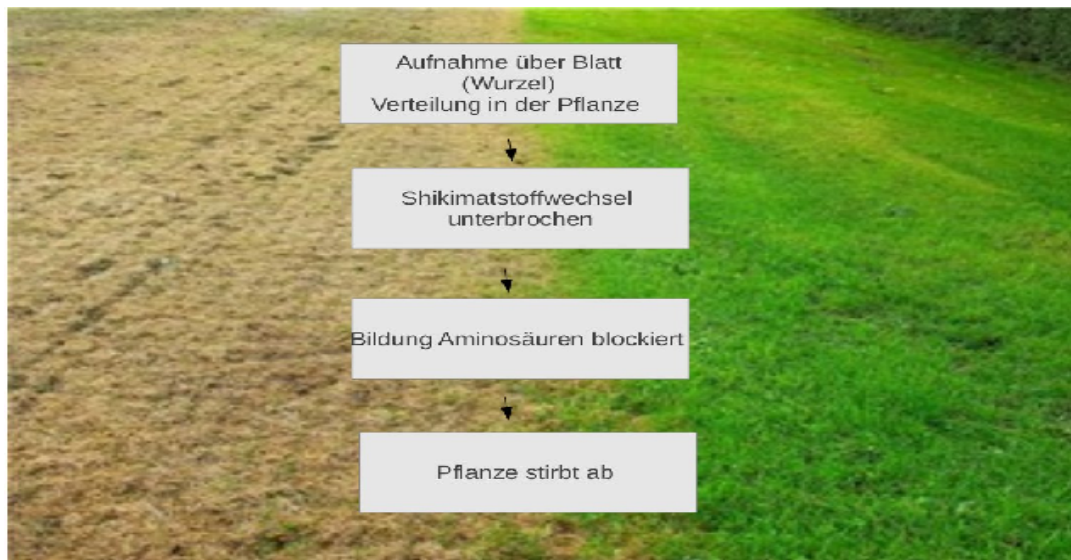 Aufnahme über Blatt
(Wurzel)
Verteilung in der Pflanze
Shikimatstoffwechsel
unterbrochen
Bildung Aminosäuren blockiert
Pflanze stirbt ab